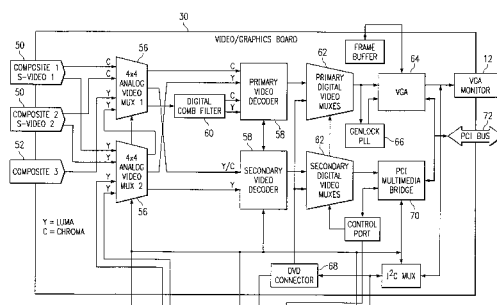 30
VIDEO/GRAPHICS BOARD
50
COMPOSITE 1
S-VIDEO 1
50
COMPOSITE 2
S-VIDEO 2
52
COMPOSITE 3
56
4x4
ANALOG
VIDEO
MUX 1
4x4
ANALOG
VIDEO
MUX 2
56
C
C
Y
Y
Y
Y
Y
C
Y
DIGITAL
COMB FILTER
60
C
Y
58
PRIMARY
VIDEO
DECODER
58
58
Y/C
Y
SECONDARY
VIDEO
DECODER
62
PRIMARY
DIGITAL
VIDEO
MUXES
62
SECONDARY
DIGITAL
VIDEO
MUXES
FRAME
BUFFER
64
VGA
GENLOCK
PLL
66
12
VGA
MONITOR
72
PCI BUS
PCI
MULTIMEDIA
BRIDGE
70
CONTROL
PORT
68
DVD
CONNECTOR
I²C MUX
Y = LUMA
C = CHROMA